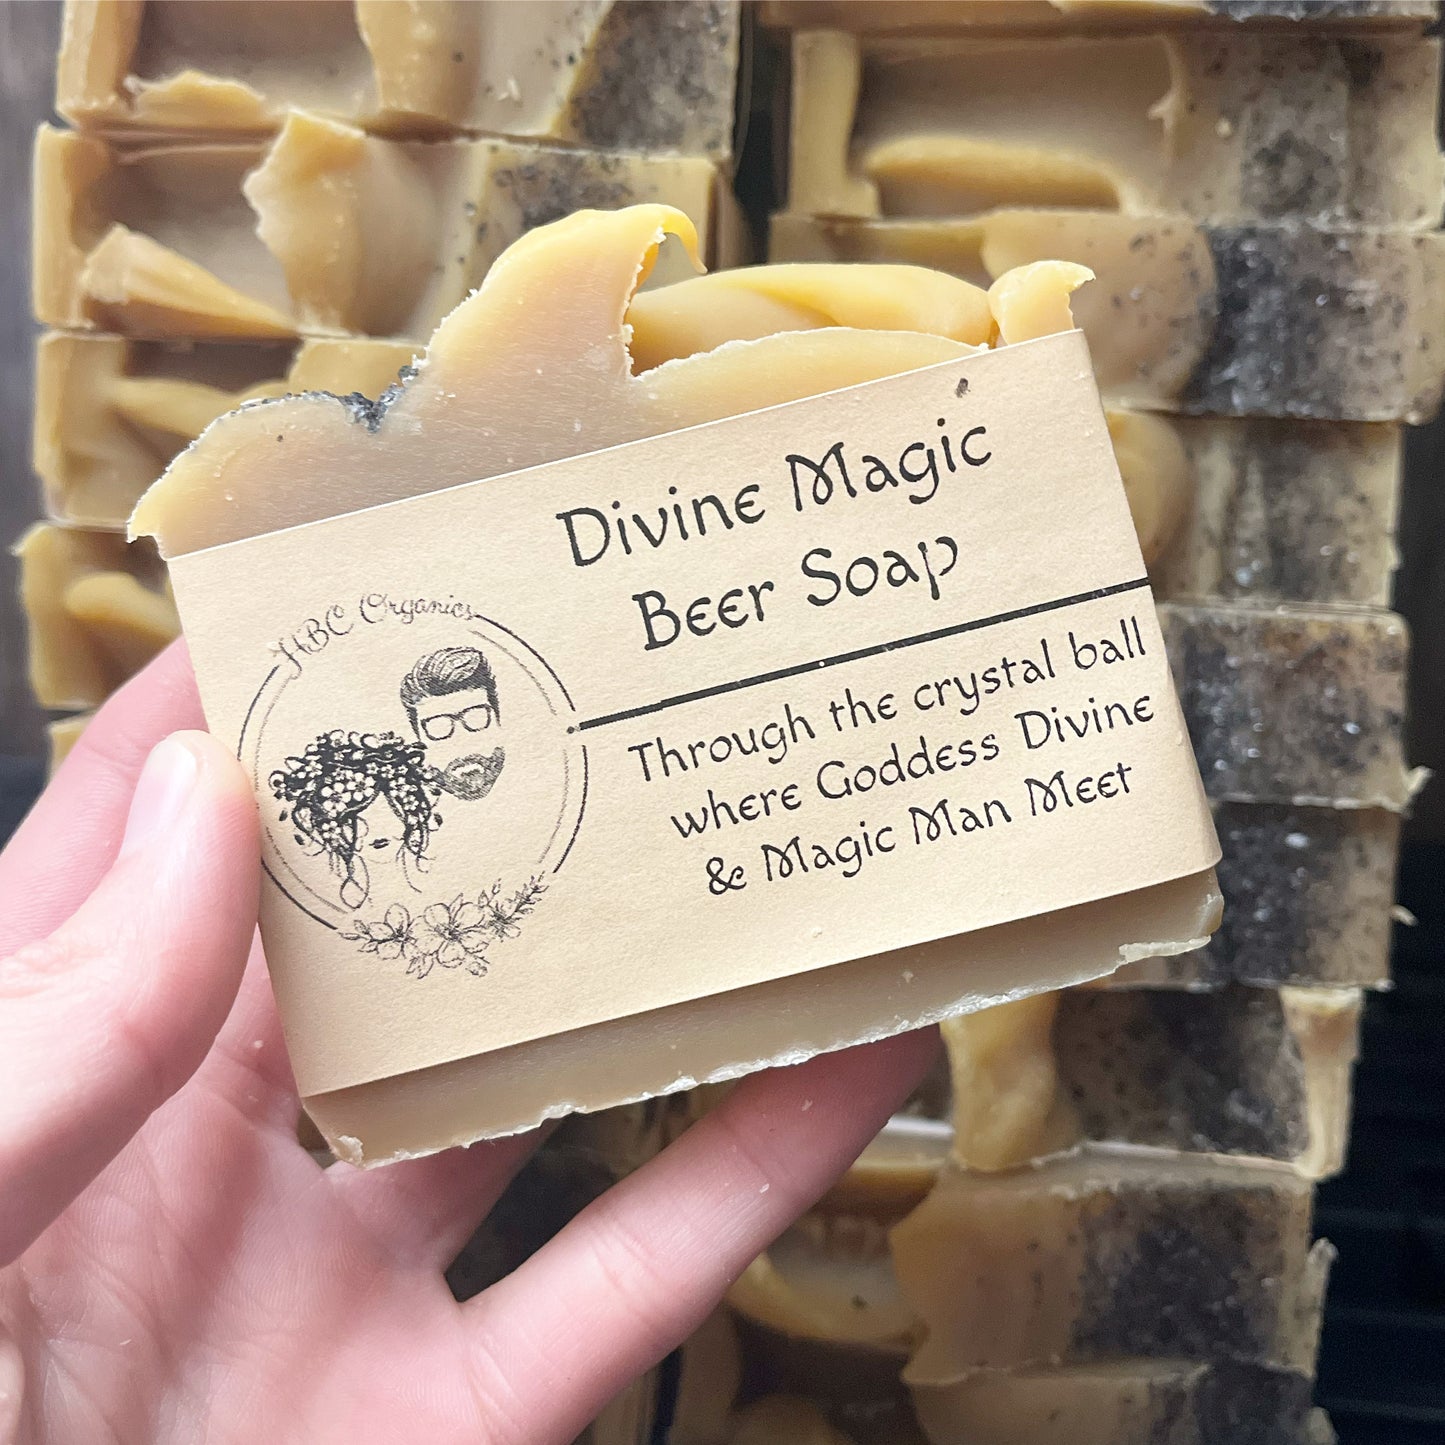 Divine Magic
Beer Soap
HBC Organics
Through the crystal ball
where Goddess Divine
& Magic Man Meet